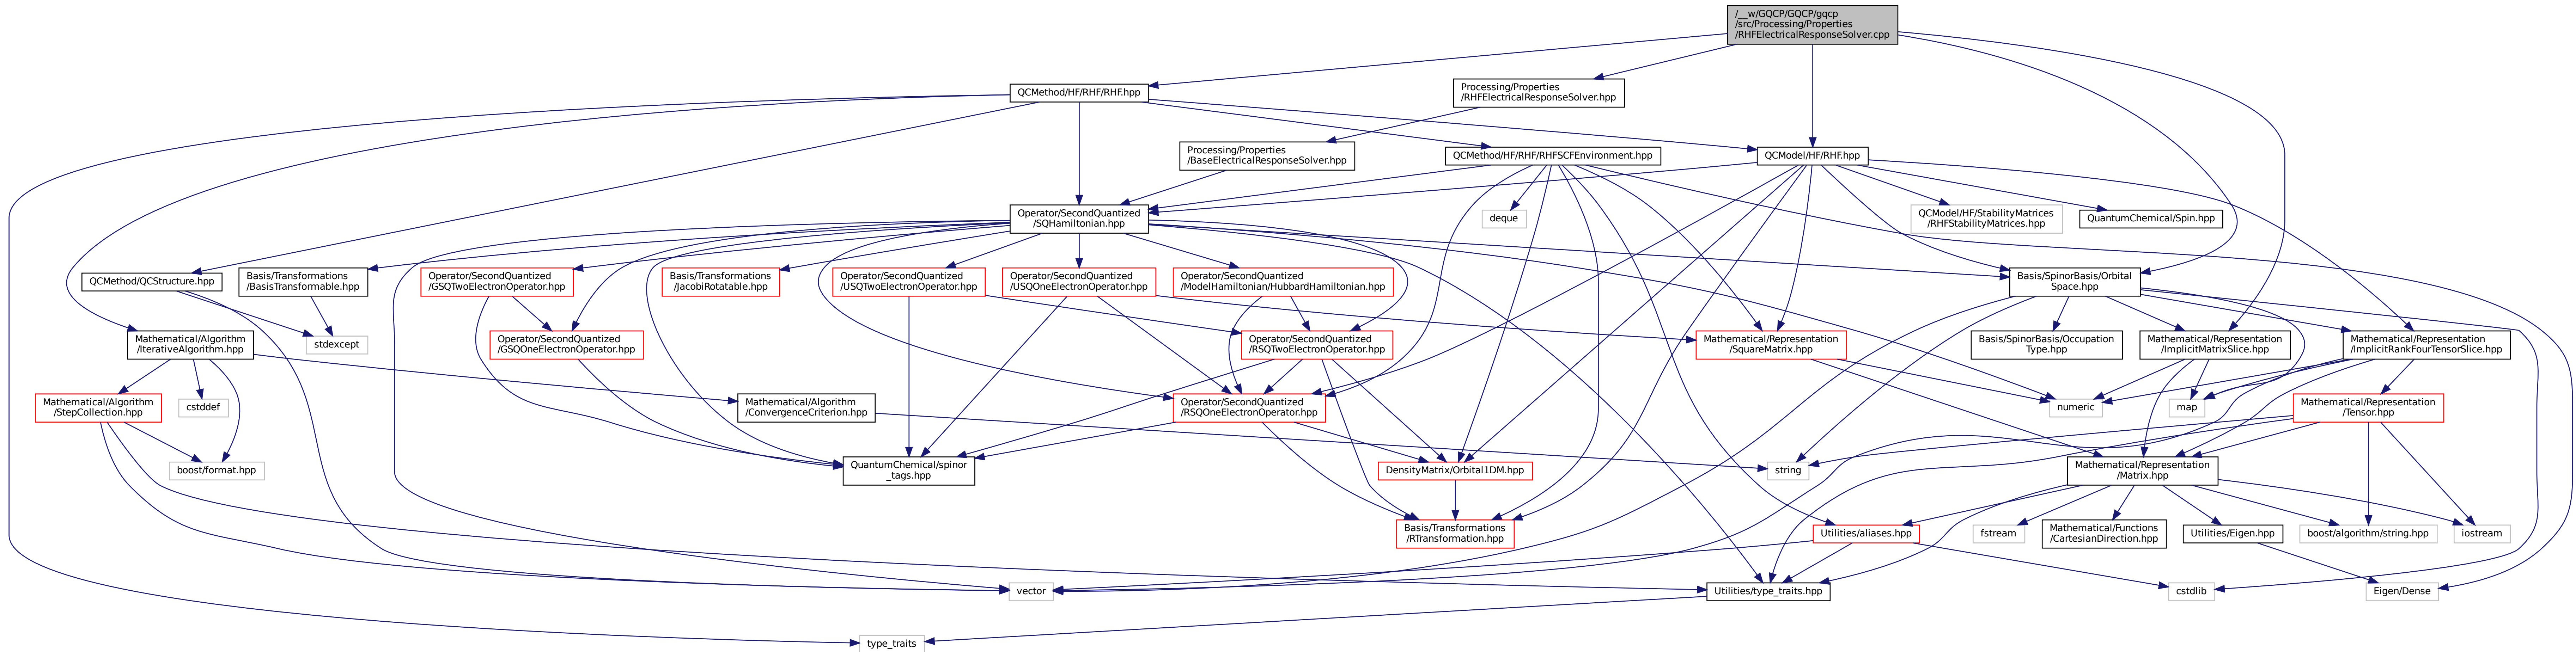 /__w/GQCP/GQCP/gqcp
/src/Processing/Properties
/RHFElectricalResponseSolver.cpp
QCMethod/HF/RHF/RHF.hpp
Processing/Properties
/RHFElectricalResponseSolver.hpp
Processing/Properties
/BaseElectricalResponseSolver.hpp
QCMethod/HF/RHF/RHFSCFEnvironment.hpp
QCModel/HF/RHF.hpp
Operator/SecondQuantized
/SQHamiltonian.hpp
deque
QCModel/HF/StabilityMatrices
/RHFStabilityMatrices.hpp
QuantumChemical/Spin.hpp
QCMethod/QCStructure.hpp
Basis/Transformations
/BasisTransformable.hpp
Operator/SecondQuantized
/GSQTwoElectronOperator.hpp
Basis/Transformations
/JacobiRotatable.hpp
Operator/SecondQuantized
/USQTwoElectronOperator.hpp
Operator/SecondQuantized
/USQOneElectronOperator.hpp
Operator/SecondQuantized
/ModelHamiltonian/HubbardHamiltonian.hpp
Basis/SpinorBasis/Orbital
Space.hpp
Mathematical/Algorithm
/IterativeAlgorithm.hpp
stdexcept
Operator/SecondQuantized
/GSQOneElectronOperator.hpp
Operator/SecondQuantized
/RSQTwoElectronOperator.hpp
Mathematical/Representation
/SquareMatrix.hpp
Basis/SpinorBasis/Occupation
Type.hpp
Mathematical/Representation
/ImplicitMatrixSlice.hpp
Mathematical/Representation
/ImplicitRankFourTensorSlice.hpp
Mathematical/Algorithm
/StepCollection.hpp
cstddef
Mathematical/Algorithm
/ConvergenceCriterion.hpp
Operator/SecondQuantized
/RSQOneElectronOperator.hpp
numeric
map
Mathematical/Representation
/Tensor.hpp
boost/format.hpp
QuantumChemical/spinor
_tags.hpp
DensityMatrix/Orbital1DM.hpp
string
Mathematical/Representation
/Matrix.hpp
Basis/Transformations
/RTransformation.hpp
Utilities/aliases.hpp
fstream
Mathematical/Functions
/CartesianDirection.hpp
Utilities/Eigen.hpp
boost/algorithm/string.hpp
iostream
vector
Utilities/type_traits.hpp
cstdlib
Eigen/Dense
type_traits